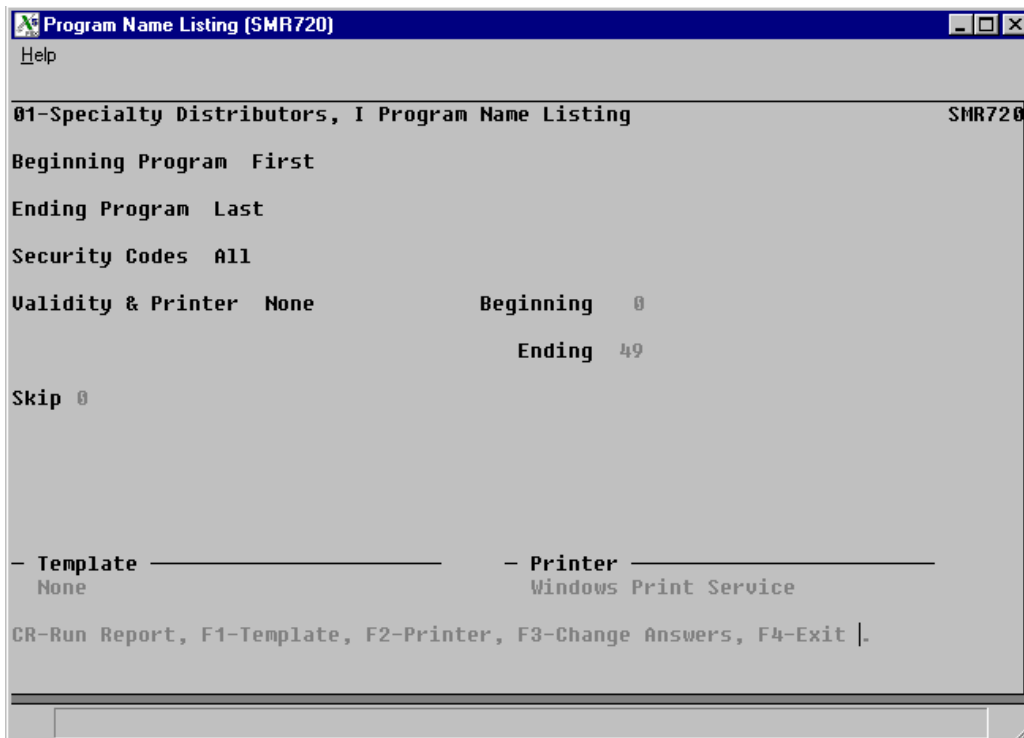 Program Name Listing (SMR720)
Help
01-Specialty Distributors, I Program Name Listing SMR720
Beginning Program First
Ending Program Last
Security Codes All
Validity & Printer None Beginning 0
Ending 49
Skip 0
Template Printer
None Windows Print Service
CR-Run Report, F1-Template, F2-Printer, F3-Change Answers, F4-Exit .